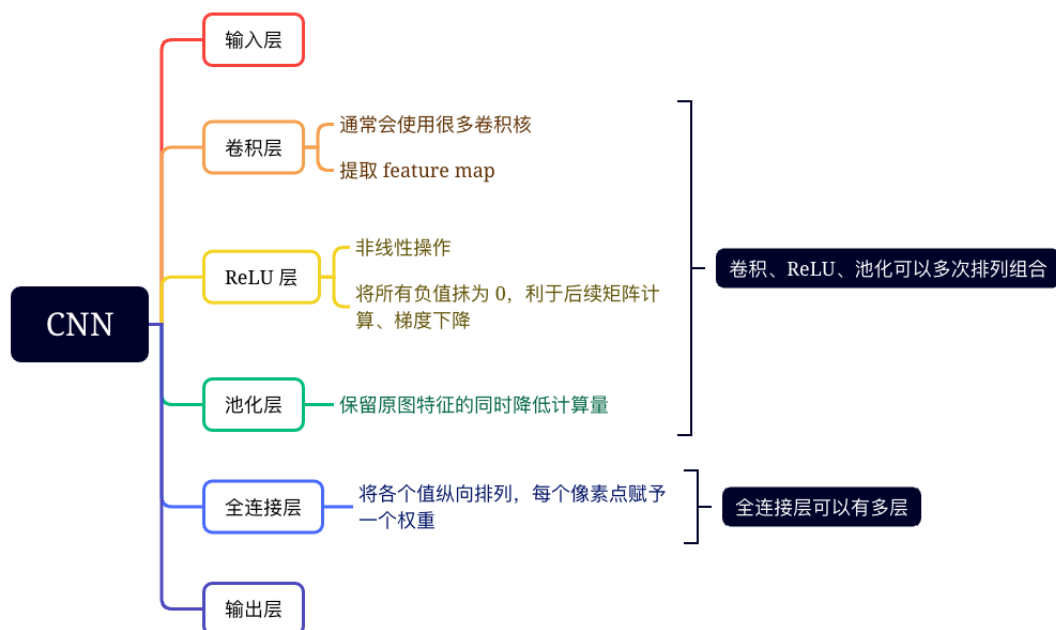 CNN
输入层
卷积层
通常会使用很多卷积核
提取 feature map
ReLU 层
非线性操作
将所有负值抹为 0，利于后续矩阵计
算、梯度下降
池化层
保留原图特征的同时降低计算量
卷积、ReLU、池化可以多次排列组合
全连接层
将各个值纵向排列，每个像素点赋予
一个权重
全连接层可以有多层
输出层